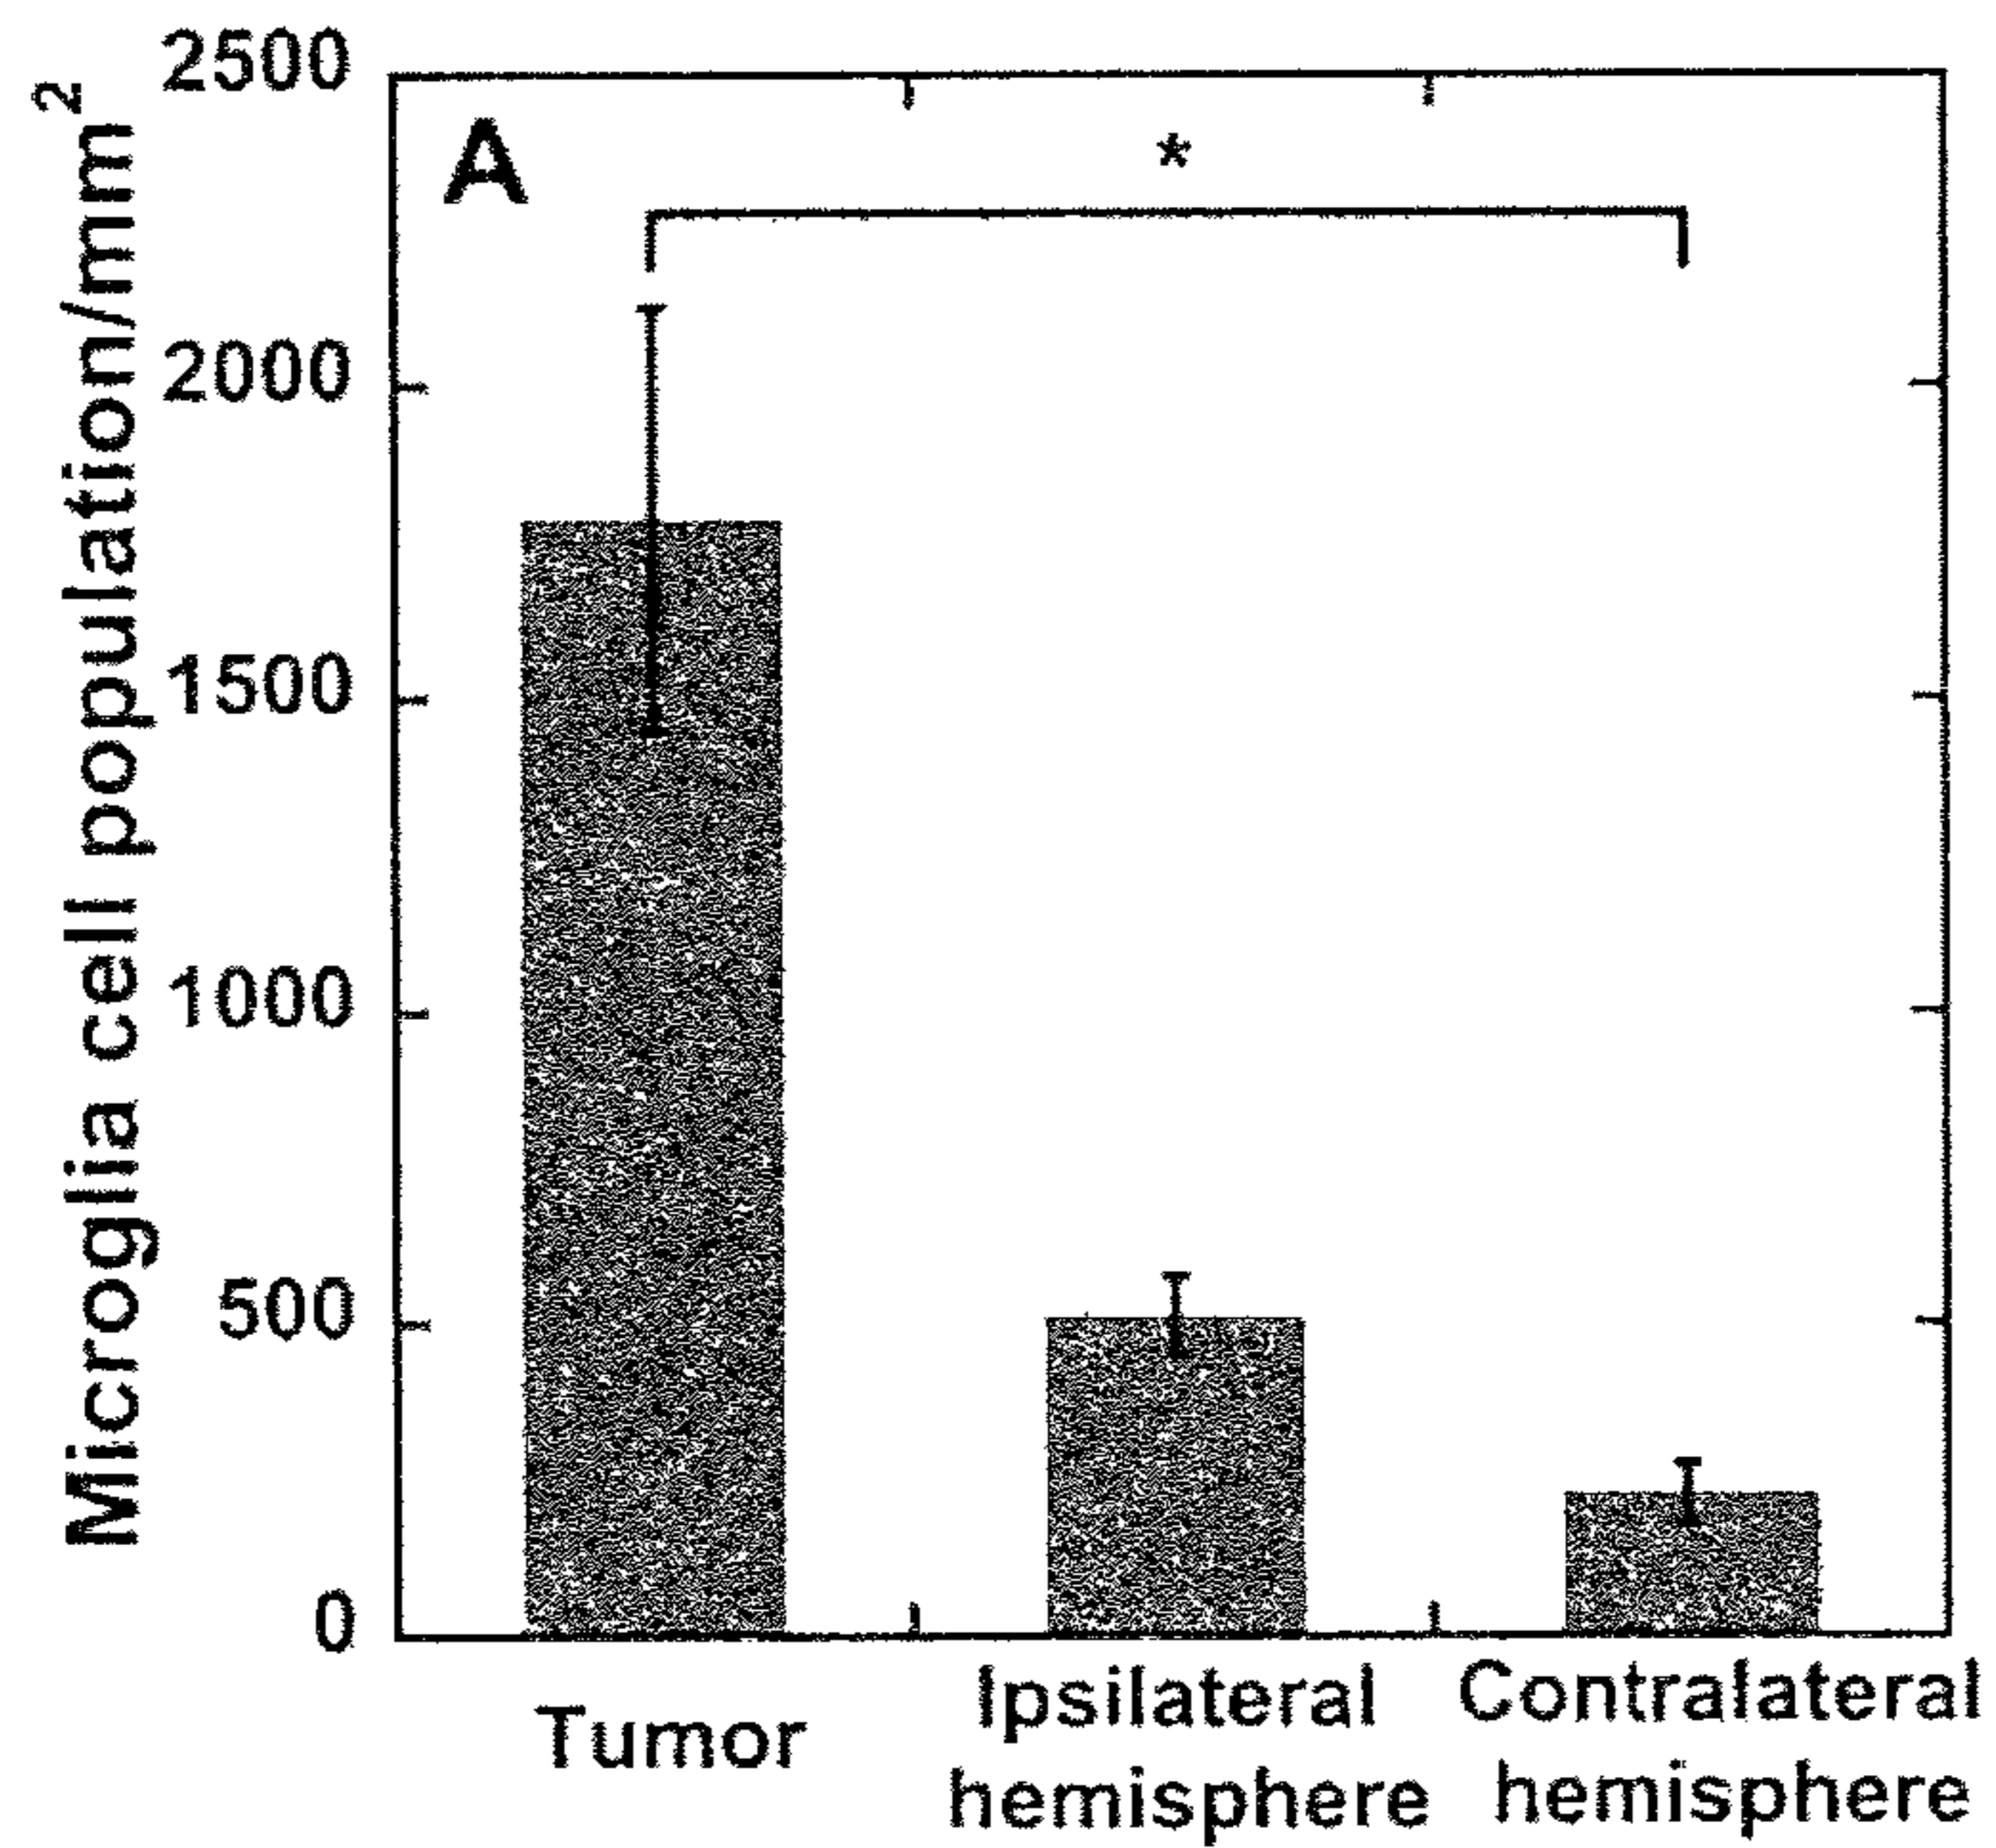 Microglia cell population/mm²
2500
2000
1500
1000
500
0
A
*
Tumor
Ipsilateral
hemisphere
Contralateral
hemisphere